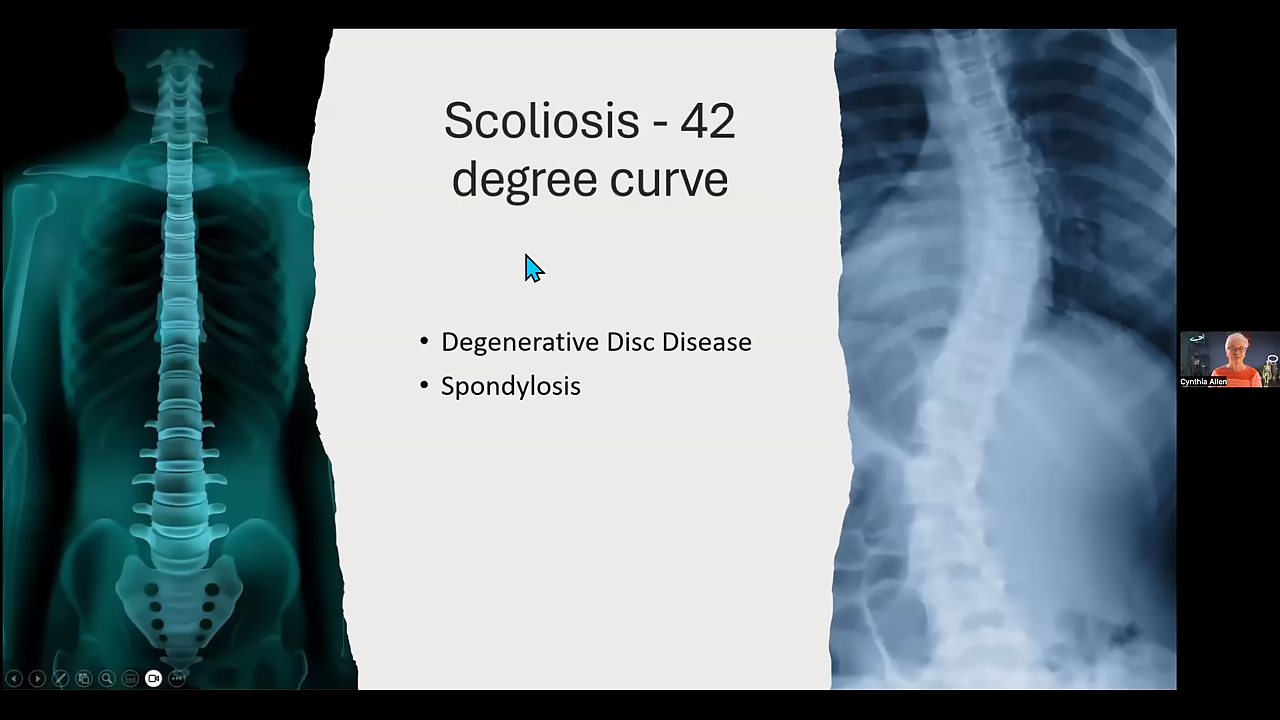 Scoliosis - 42
degree curve
• Degenerative Disc Disease
• Spondylosis
Cynthia Allen